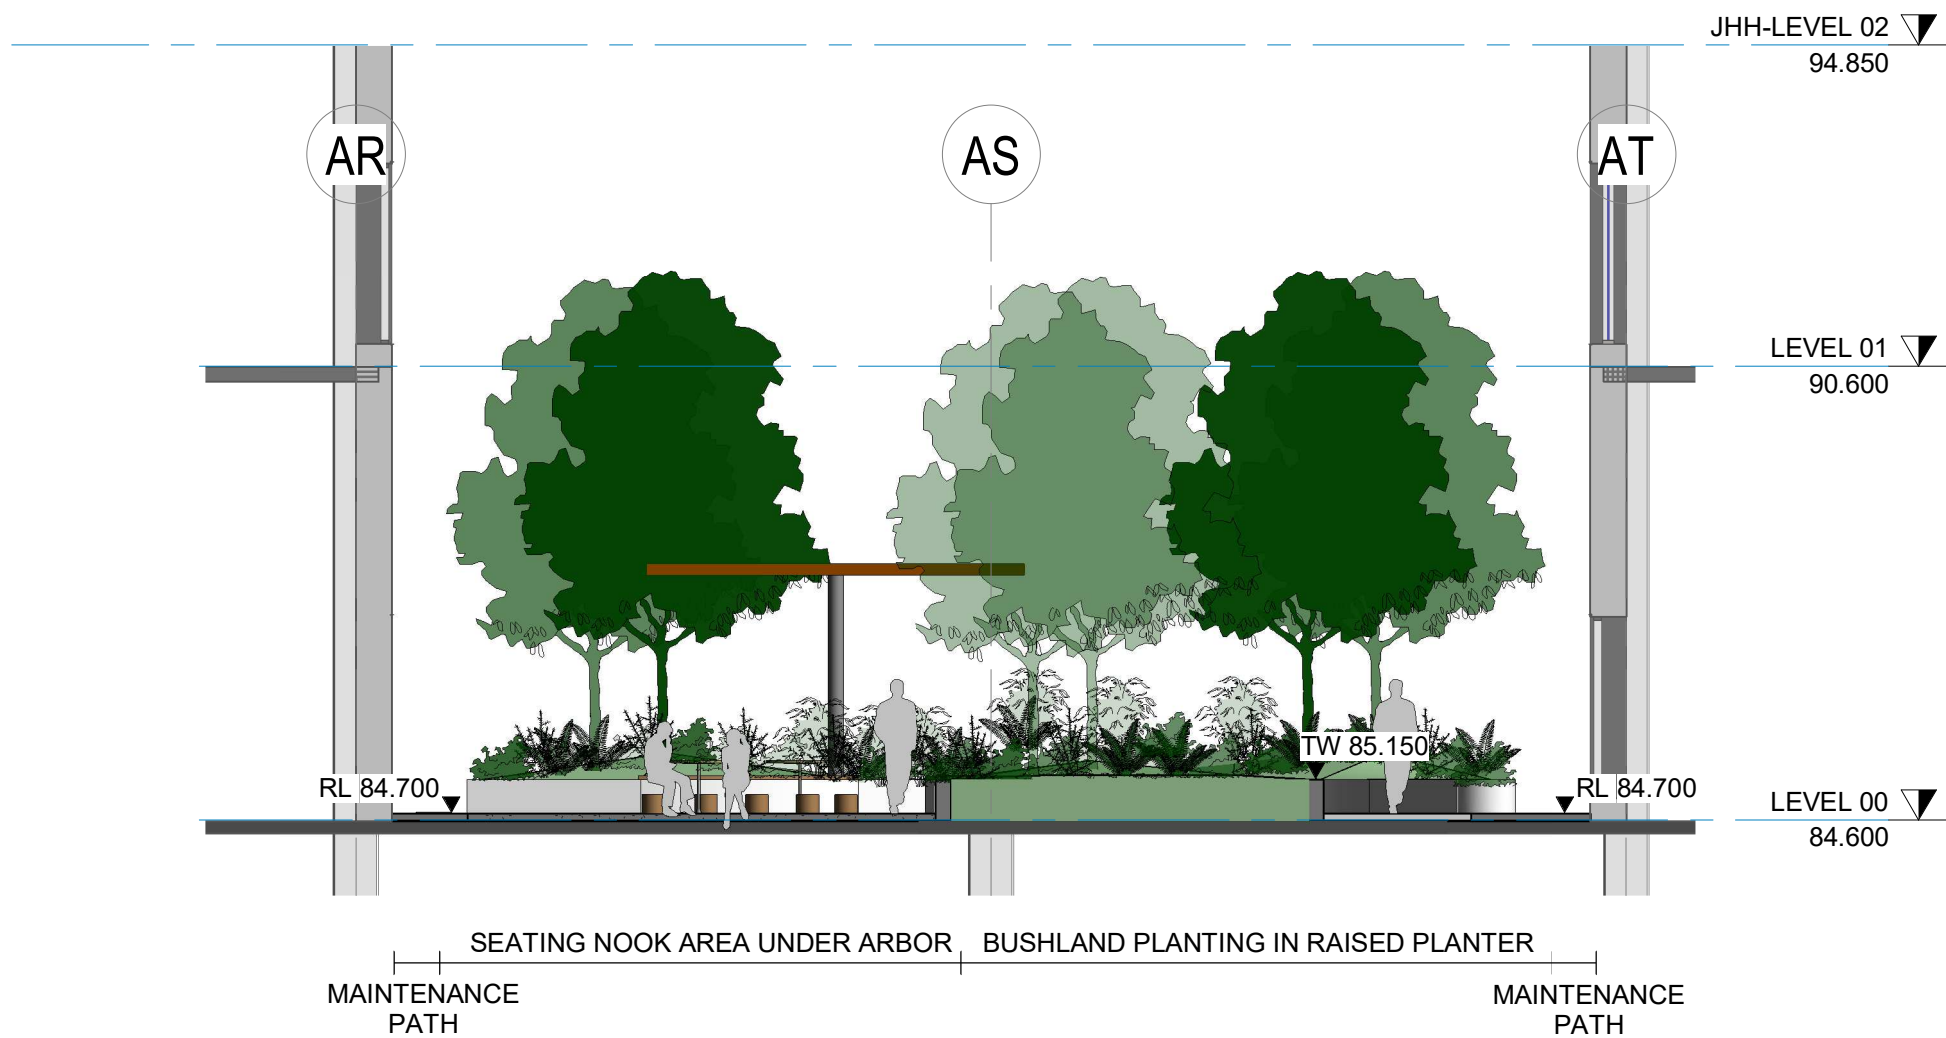 JHH-LEVEL 02
94.850
AR
AS
AT
LEVEL 01
90.600
TW 85.150
RL 84.700
RL 84.700
LEVEL 00
84.600
SEATING NOOK AREA UNDER ARBOR
BUSHLAND PLANTING IN RAISED PLANTER
MAINTENANCE
PATH
MAINTENANCE
PATH